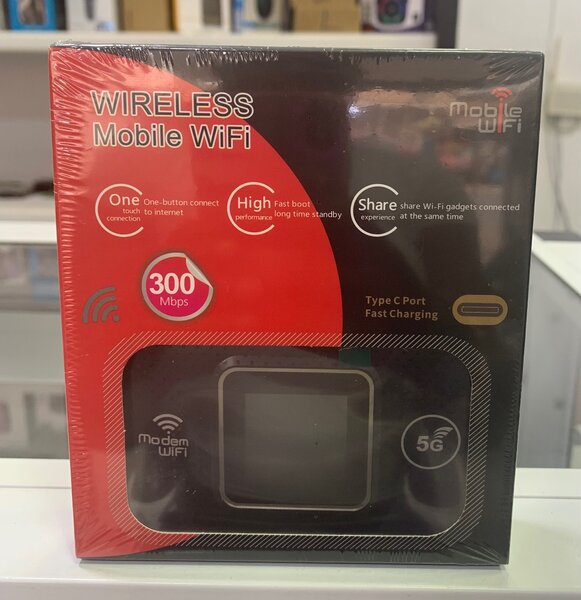 WIRELESS
Mobile WiFi
Mobile
WiFi
One
touch
connection
One-button connect
to internet
High
performance
Fast boot
long time standby
Share
experience
share Wi-Fi gadgets connected
at the same time
300
Mbps
Type C Port
Fast Charging
Modem
WiFi
5G